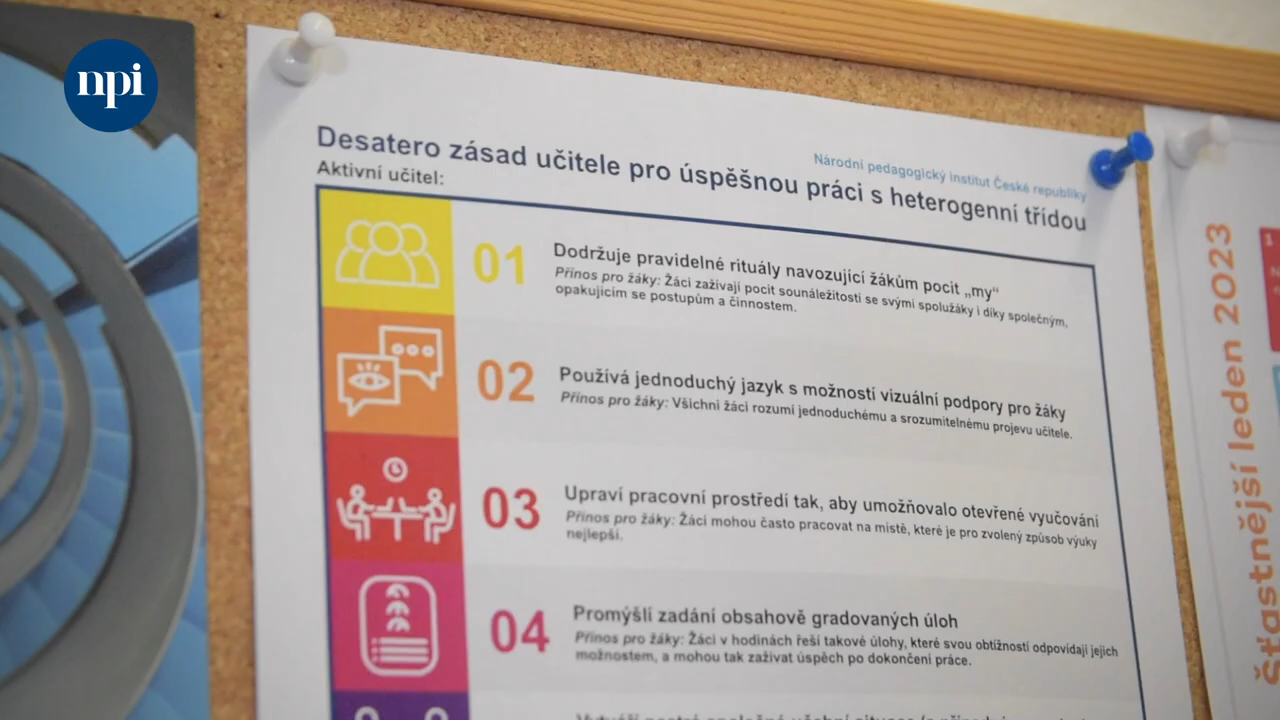 npi
Národní pedagogický institut České republiky
Desatero zásad učitele pro úspěšnou práci s heterogenní třídou
Aktivní učitel:
01
Dodržuje pravidelné rituály navozující žákům pocit „my“
Přínos pro žáky: Žáci zažívají pocit sounáležitosti se svými spolužáky i díky společným,
opakujícím se postupům a činnostem.
02
Používá jednoduchý jazyk s možností vizuální podpory pro žáky
Přínos pro žáky: Všichni žáci rozumí jednoduchému a srozumitelnému projevu učitele.
03
Upraví pracovní prostředí tak, aby umožňovalo otevřené vyučování
Přínos pro žáky: Žáci mohou často pracovat na místě, které je pro zvolený způsob výuky
nejlepší.
04
Promýšlí zadání obsahově gradovaných úloh
Přínos pro žáky: Žáci v hodinách řeší takové úlohy, které svou obtížností odpovídají jejich
možnostem, a mohou tak zažívat úspěch po dokončení práce.
Šťastnější leden 2023